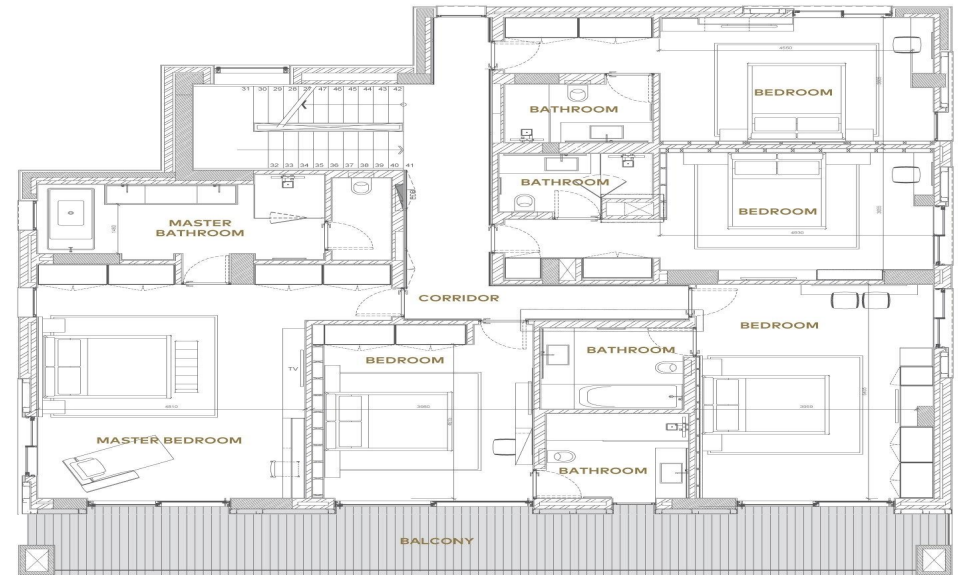 BEDROOM
BATHROOM
31 30 29 28 27 46 45 44 43 42
32 33 34 35 36 37 38 39 40 41
BATHROOM
BEDROOM
MASTER
BATHROOM
CORRIDOR
BEDROOM
BATHROOM
BEDROOM
TV
MASTER BEDROOM
BATHROOM
BALCONY